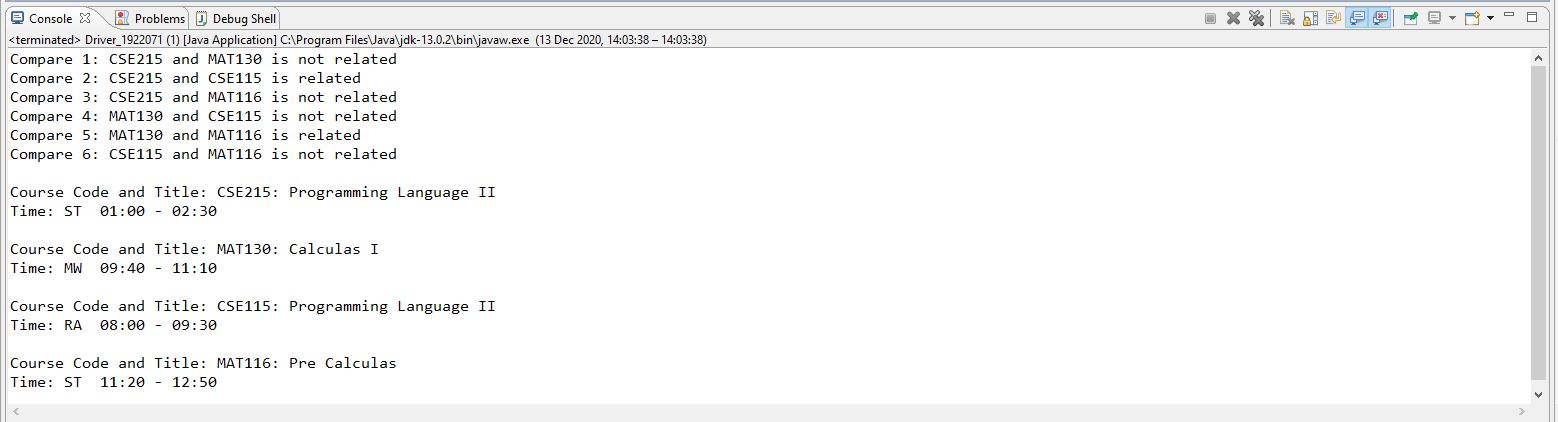 Console Problems Debug Shell
<terminated> Driver_1922071 (1) [Java Application] C:\Program Files\Java\jdk-13.0.2\bin\javaw.exe (13 Dec 2020, 14:03:38 – 14:03:38)
Compare 1: CSE215 and MAT130 is not related
Compare 2: CSE215 and CSE115 is related
Compare 3: CSE215 and MAT116 is not related
Compare 4: MAT130 and CSE115 is not related
Compare 5: MAT130 and MAT116 is related
Compare 6: CSE115 and MAT116 is not related
Course Code and Title: CSE215: Programming Language II
Time: ST  01:00 - 02:30
Course Code and Title: MAT130: Calculas I
Time: MW  09:40 - 11:10
Course Code and Title: CSE115: Programming Language II
Time: RA  08:00 - 09:30
Course Code and Title: MAT116: Pre Calculas
Time: ST  11:20 - 12:50